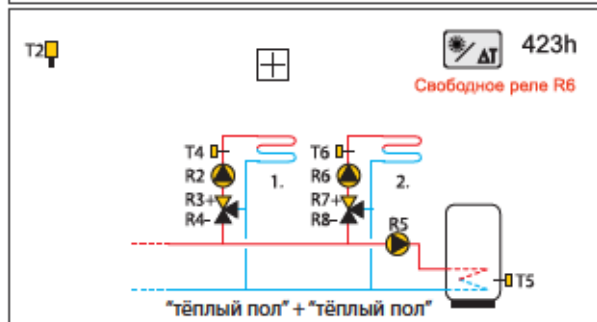 T2
ΔT 423h
Свободное реле R6
T4 T6
R2 R6
1. 2.
R3+ R7+
R4- R8- R5
T5
"тёплый пол" + "тёплый пол"